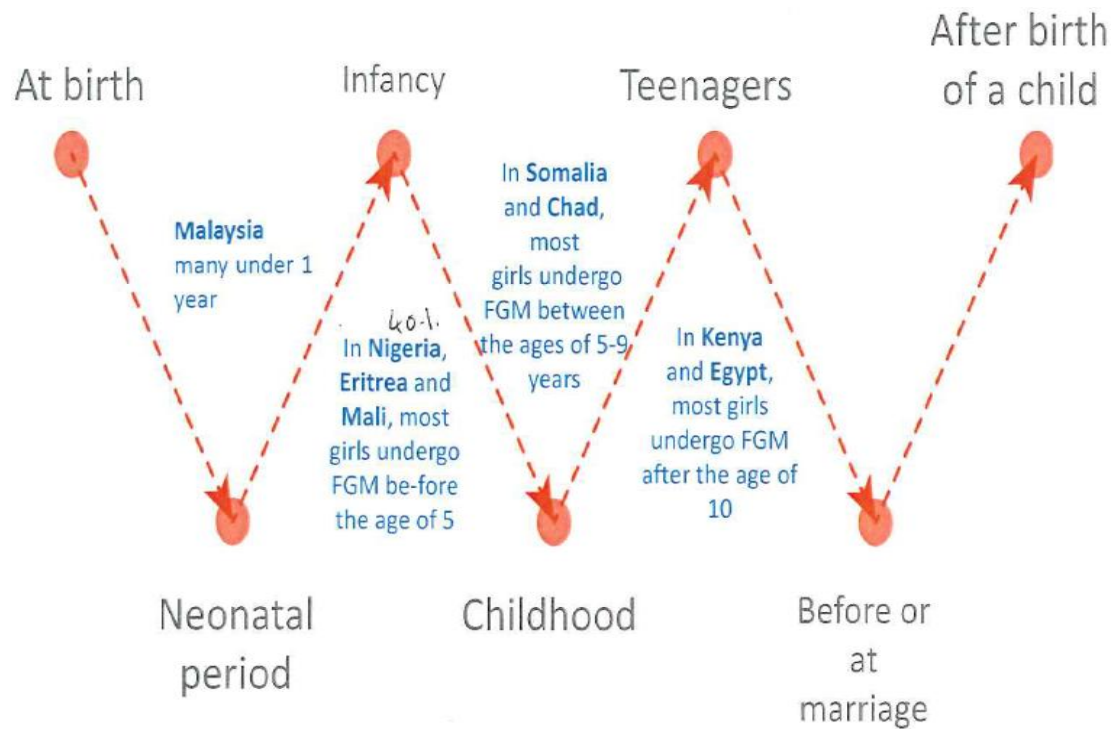 At birth
Infancy
Teenagers
After birth
of a child
Malaysia
many under 1
year
40%
In Nigeria,
Eritrea and
Mali, most
girls undergo
FGM be-fore
the age of 5
In Somalia
and Chad,
most
girls undergo
FGM between
the ages of 5-9
years
In Kenya
and Egypt,
most girls
undergo FGM
after the age of
10
Neonatal
period
Childhood
Before or
at
marriage